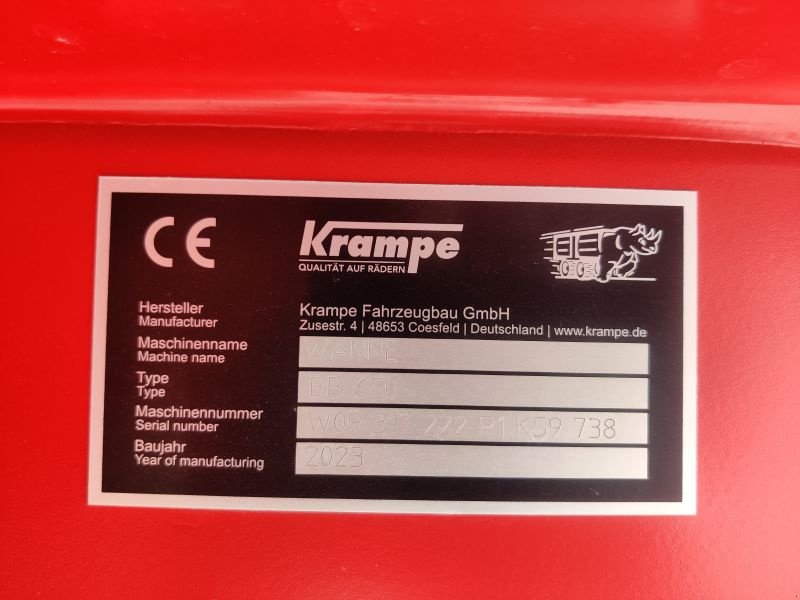 CE
Krampe
QUALITÄT AUF RÄDERN
Krampe Fahrzeugbau GmbH
Zusestr. 4 | 48653 Coesfeld | Deutschland | www.krampe.de
Hersteller
Manufacturer
Maschinenname
Machine name
WANNE
Type
Type
BB 650
Maschinennummer
Serial number
W09 317 222 P1 K59 738
Baujahr
Year of manufacturing
2023